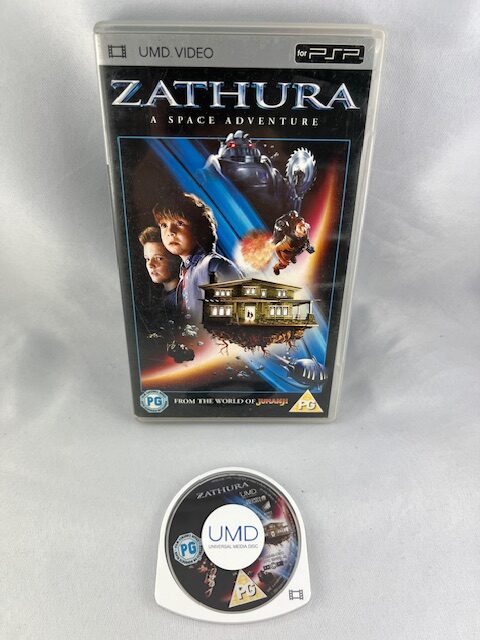 UMD VIDEO
for PSP
ZATHURA
A SPACE ADVENTURE
PG
FROM THE WORLD OF JUMANJI
PG
ZATHURA
UMD
UMD
UNIVERSAL MEDIA DISC
PG
PG